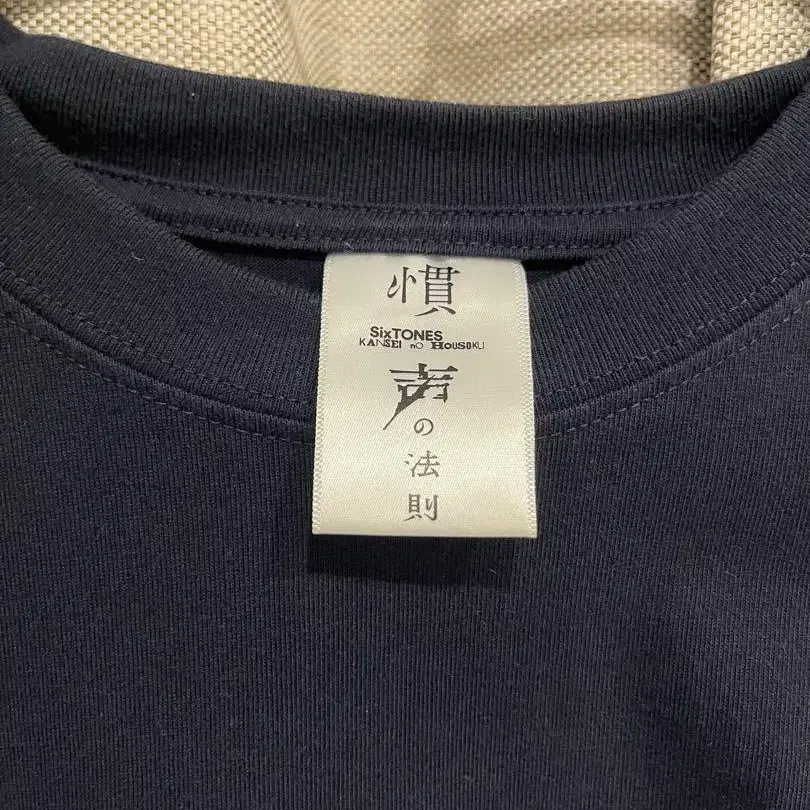 慣
SixTONES
KANSEI nO HOUSOKU
声
の
法
則